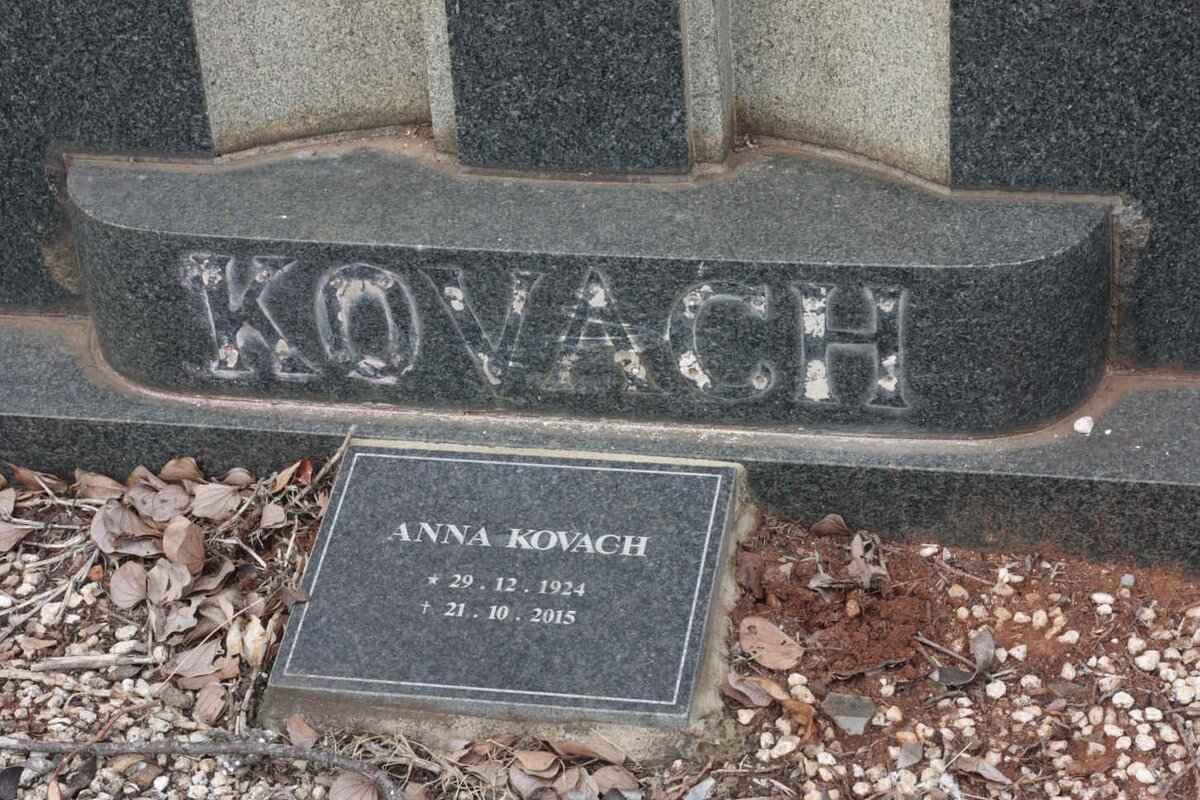 KOVACH
ANNA KOVACH
* 29 . 12 . 1924
† 21 . 10 . 2015